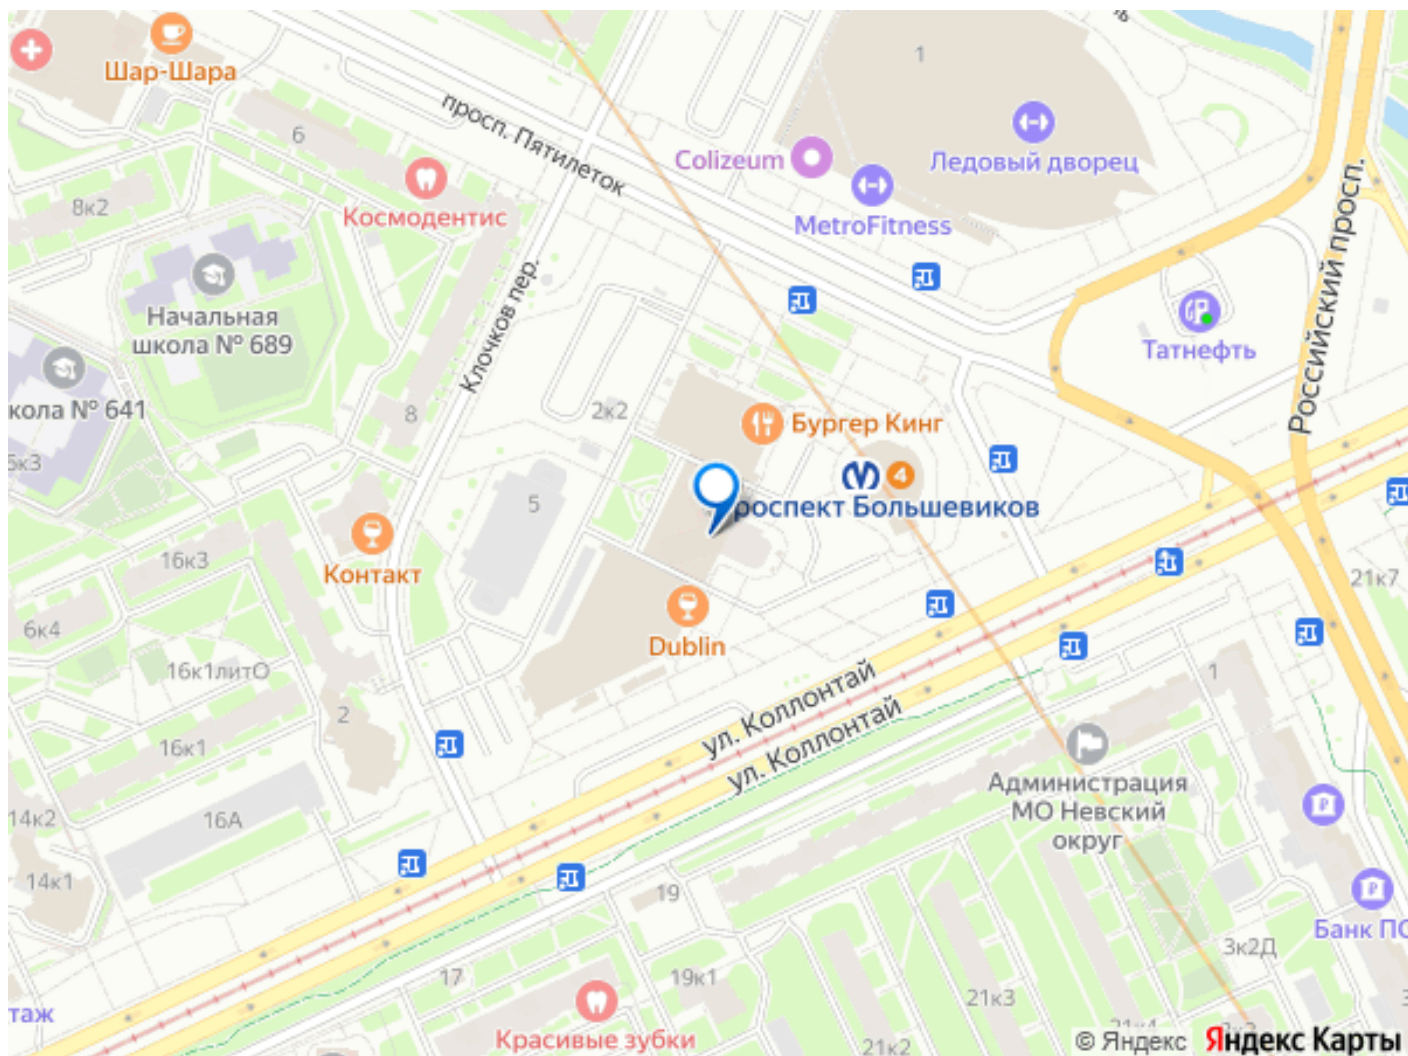 1
Шар-Шара
просп. Пятилеток
6
Colizeum
Ледовый дворец
Космодентис
MetroFitness
8к2
Российский просп.
Клочков пер.
Начальная
школа № 689
Татнефть
кола № 641
8
2к2
Бургер Кинг
5к3
4
5
роспект Большевиков
16к3
Контакт
21к7
6к4
Dublin
16к1литО
1
2
16к1
ул. Коллонтай
ул. Коллонтай
Администрация
МО Невский
округ
14к2
16А
14к1
19
Банк ПС
17
19к1
3к2Д
21к3
таж
Красивые зубки
21к2
© Яндекс Яндекс Карты